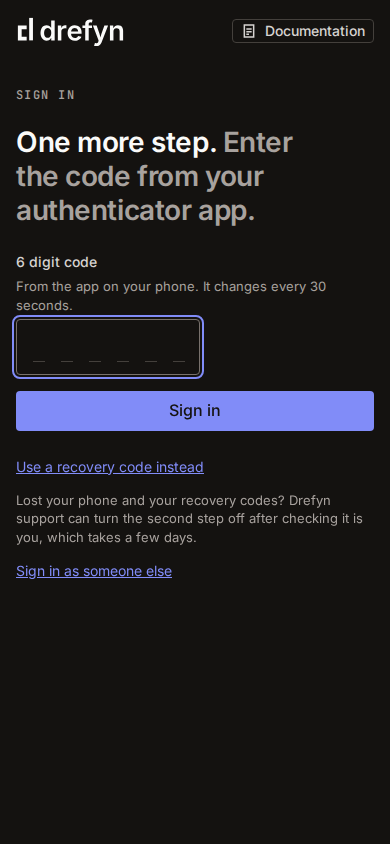 drefyn
Documentation
SIGN IN
One more step. Enter
the code from your
authenticator app.
6 digit code
From the app on your phone. It changes every 30
seconds.
_ _ _ _ _ _
Sign in
Use a recovery code instead
Lost your phone and your recovery codes? Drefyn
support can turn the second step off after checking it is
you, which takes a few days.
Sign in as someone else